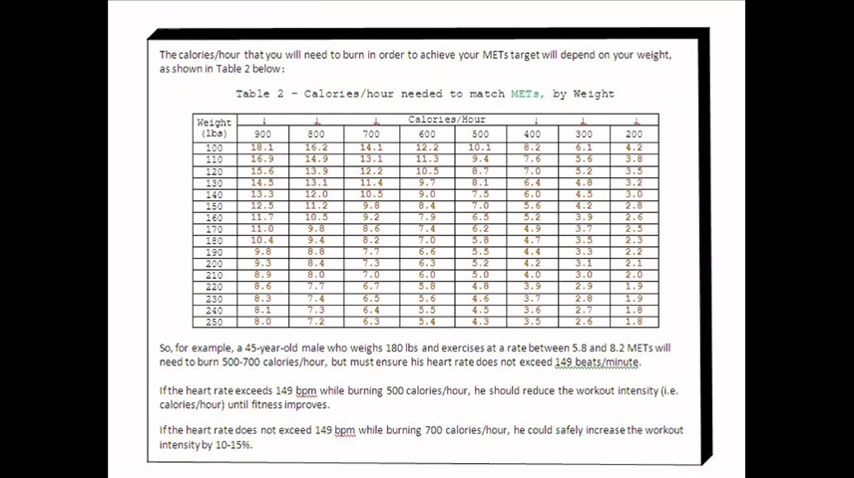 The calories/hour that you will need to burn in order to achieve your METs target will depend on your weight,
as shown in Table 2 below:
Table 2 – Calories/hour needed to match METs, by Weight
Weight Calories/Hour
(lbs) 900 800 700 600 500 400 300 200
100 18.1 16.2 14.1 12.2 10.1 8.2 6.1 4.2
110 16.9 14.9 13.1 11.3 9.4 7.6 5.6 3.8
120 15.6 13.9 12.2 10.5 8.7 7.0 5.2 3.5
130 14.5 13.1 11.4 9.7 8.1 6.4 4.8 3.2
140 13.3 12.0 10.5 9.0 7.5 6.0 4.5 3.0
150 12.5 11.2 9.8 8.4 7.0 5.6 4.2 2.8
160 11.7 10.5 9.2 7.9 6.5 5.2 3.9 2.6
170 11.0 9.8 8.6 7.4 6.2 4.9 3.7 2.5
180 10.4 9.4 8.2 7.0 5.8 4.7 3.5 2.3
190 9.8 8.8 7.7 6.6 5.5 4.4 3.3 2.2
200 9.3 8.4 7.3 6.3 5.2 4.2 3.1 2.1
210 8.9 8.0 7.0 6.0 5.0 4.0 3.0 2.0
220 8.6 7.7 6.7 5.8 4.8 3.9 2.9 1.9
230 8.3 7.4 6.5 5.6 4.6 3.7 2.8 1.9
240 8.1 7.3 6.4 5.5 4.5 3.6 2.7 1.8
250 8.0 7.2 6.3 5.4 4.3 3.5 2.6 1.8
So, for example, a 45-year-old male who weighs 180 lbs and exercises at a rate between 5.8 and 8.2 METs will
need to burn 500-700 calories/hour, but must ensure his heart rate does not exceed 149 beats/minute.
If the heart rate exceeds 149 bpm while burning 500 calories/hour, he should reduce the workout intensity (i.e.
calories/hour) until fitness improves.
If the heart rate does not exceed 149 bpm while burning 700 calories/hour, he could safely increase the workout
intensity by 10-15%.